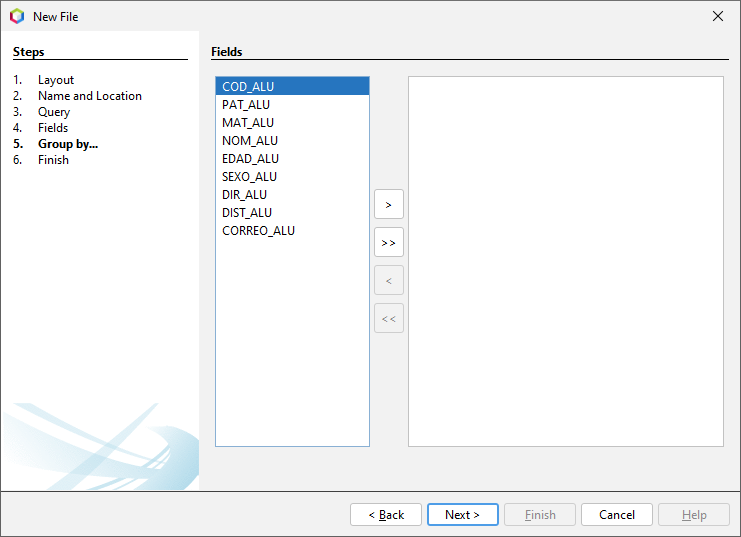 New File
Steps
1. Layout
2. Name and Location
3. Query
4. Fields
5. Group by...
6. Finish
Fields
COD_ALU
PAT_ALU
MAT_ALU
NOM_ALU
EDAD_ALU
SEXO_ALU
DIR_ALU
DIST_ALU
CORREO_ALU
>
>>
<
<<
< Back Next > Finish Cancel Help